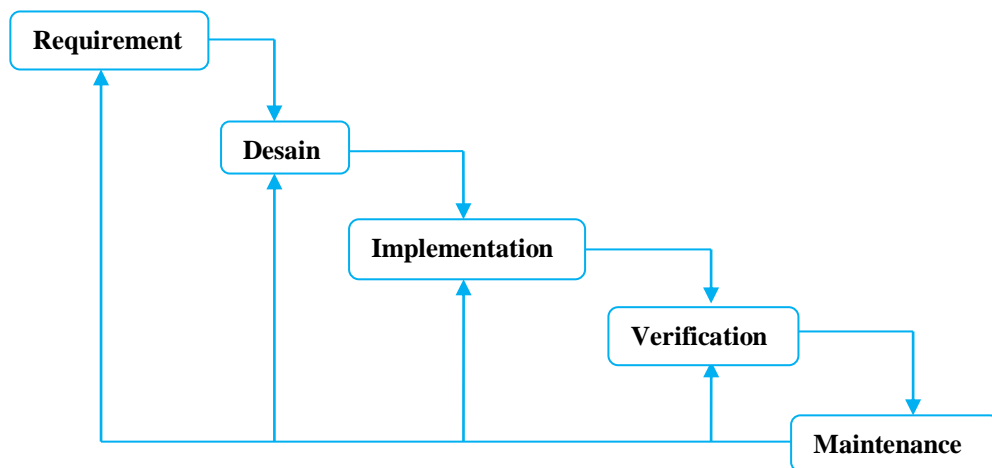 Requirement
Desain
Implementation
Verification
Maintenance